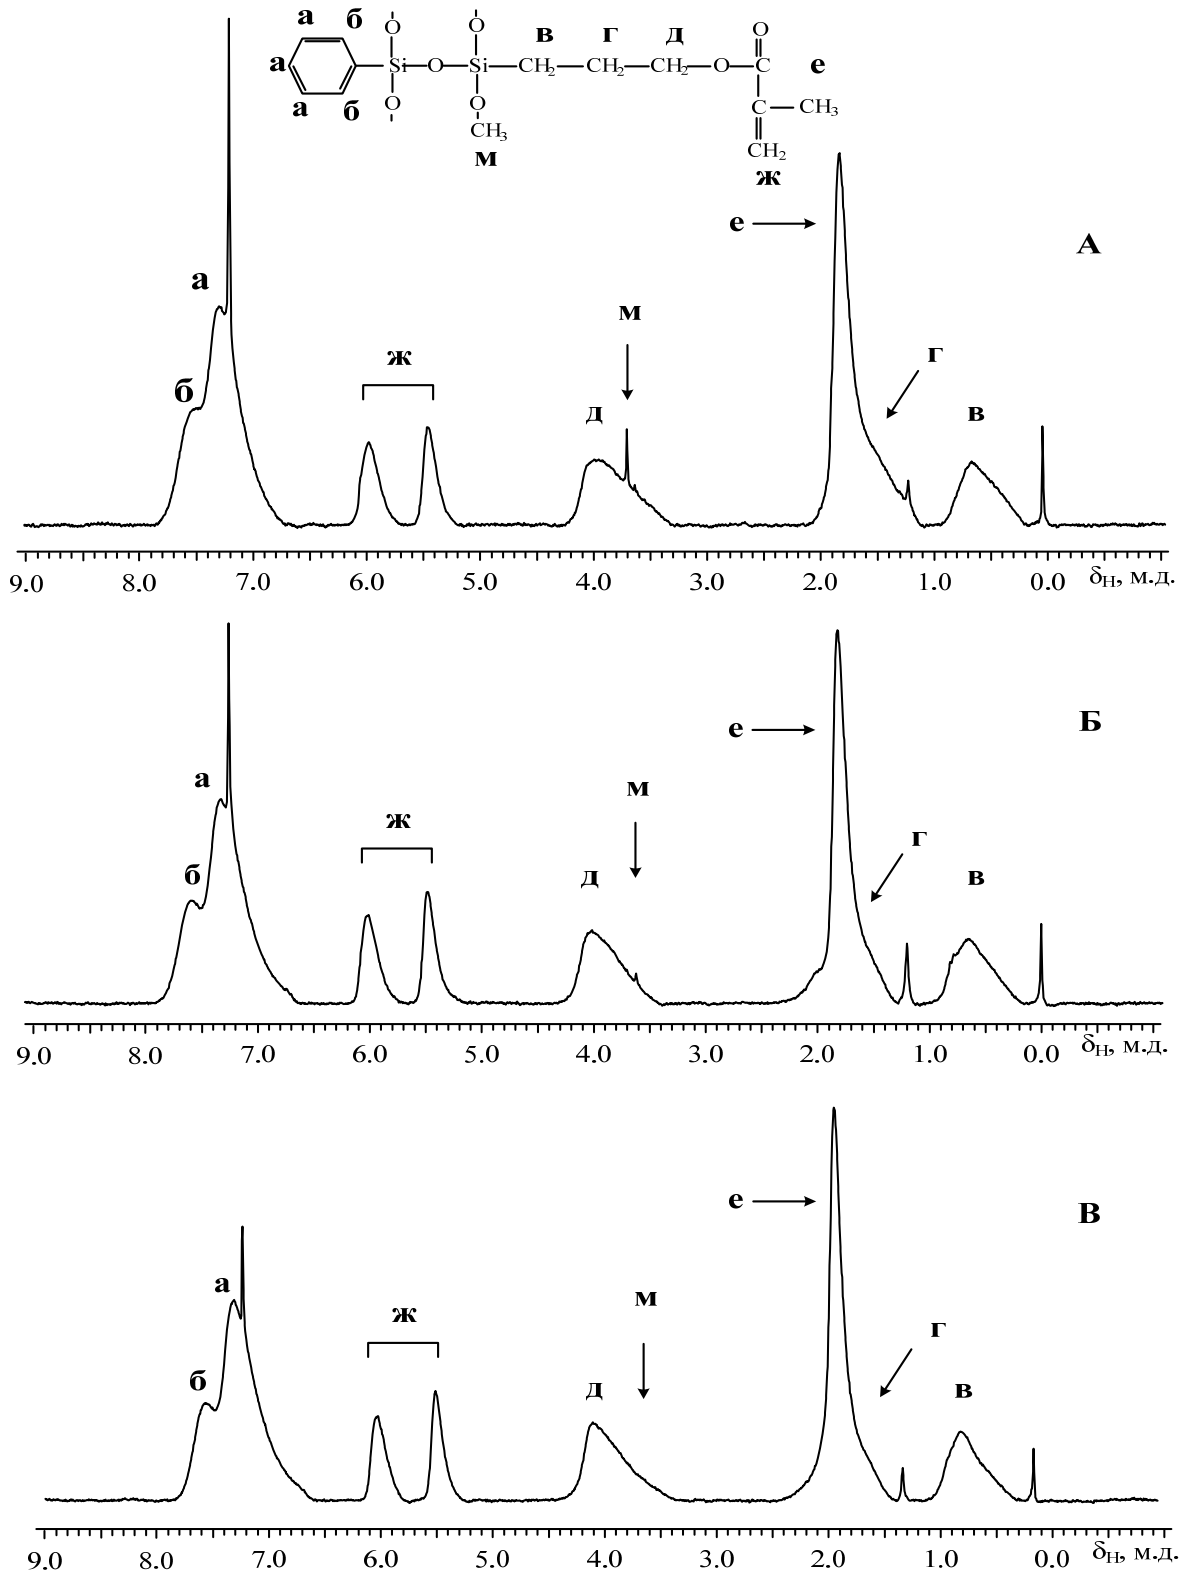 а б O O в г д O
а Si O Si CH2 CH2 CH2 O C е
а б O O C CH3
CH3 CH2
м ж
е А
а м
б ж д г в
9.0 8.0 7.0 6.0 5.0 4.0 3.0 2.0 1.0 0.0 δH, м.д.
е Б
а м
б ж д г в
9.0 8.0 7.0 6.0 5.0 4.0 3.0 2.0 1.0 0.0 δH, м.д.
е В
а м
б ж д г в
9.0 8.0 7.0 6.0 5.0 4.0 3.0 2.0 1.0 0.0 δH, м.д.